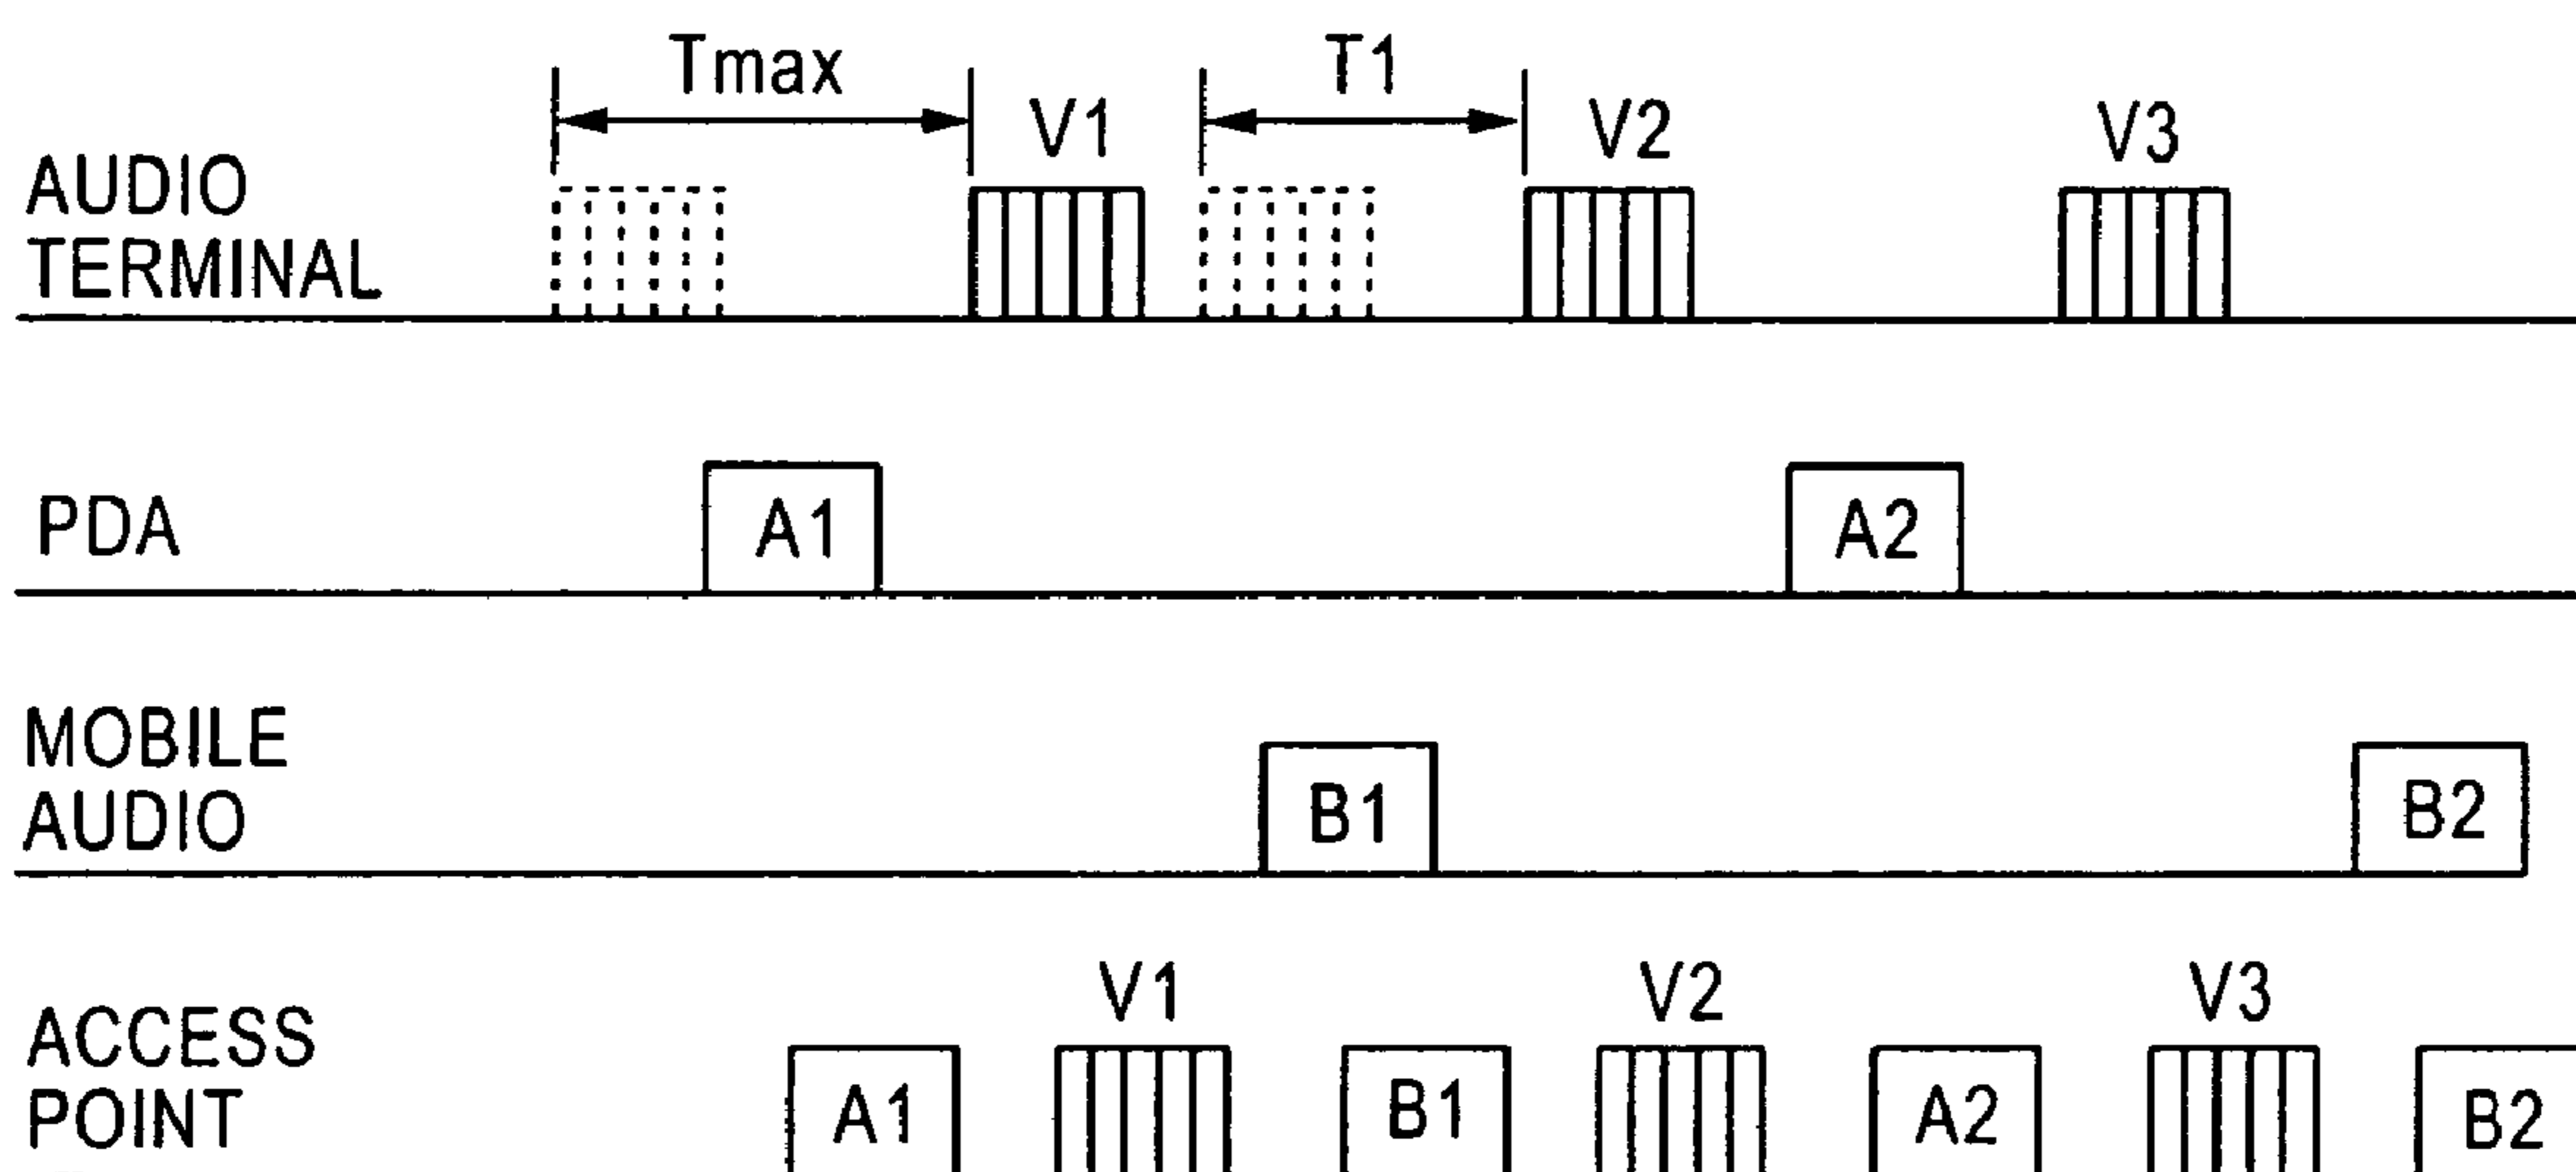 Tmax
T1
V1
V2
V3
AUDIO
TERMINAL
PDA
A1
A2
MOBILE
AUDIO
B1
B2
V1
V2
V3
ACCESS
POINT
A1
B1
A2
B2